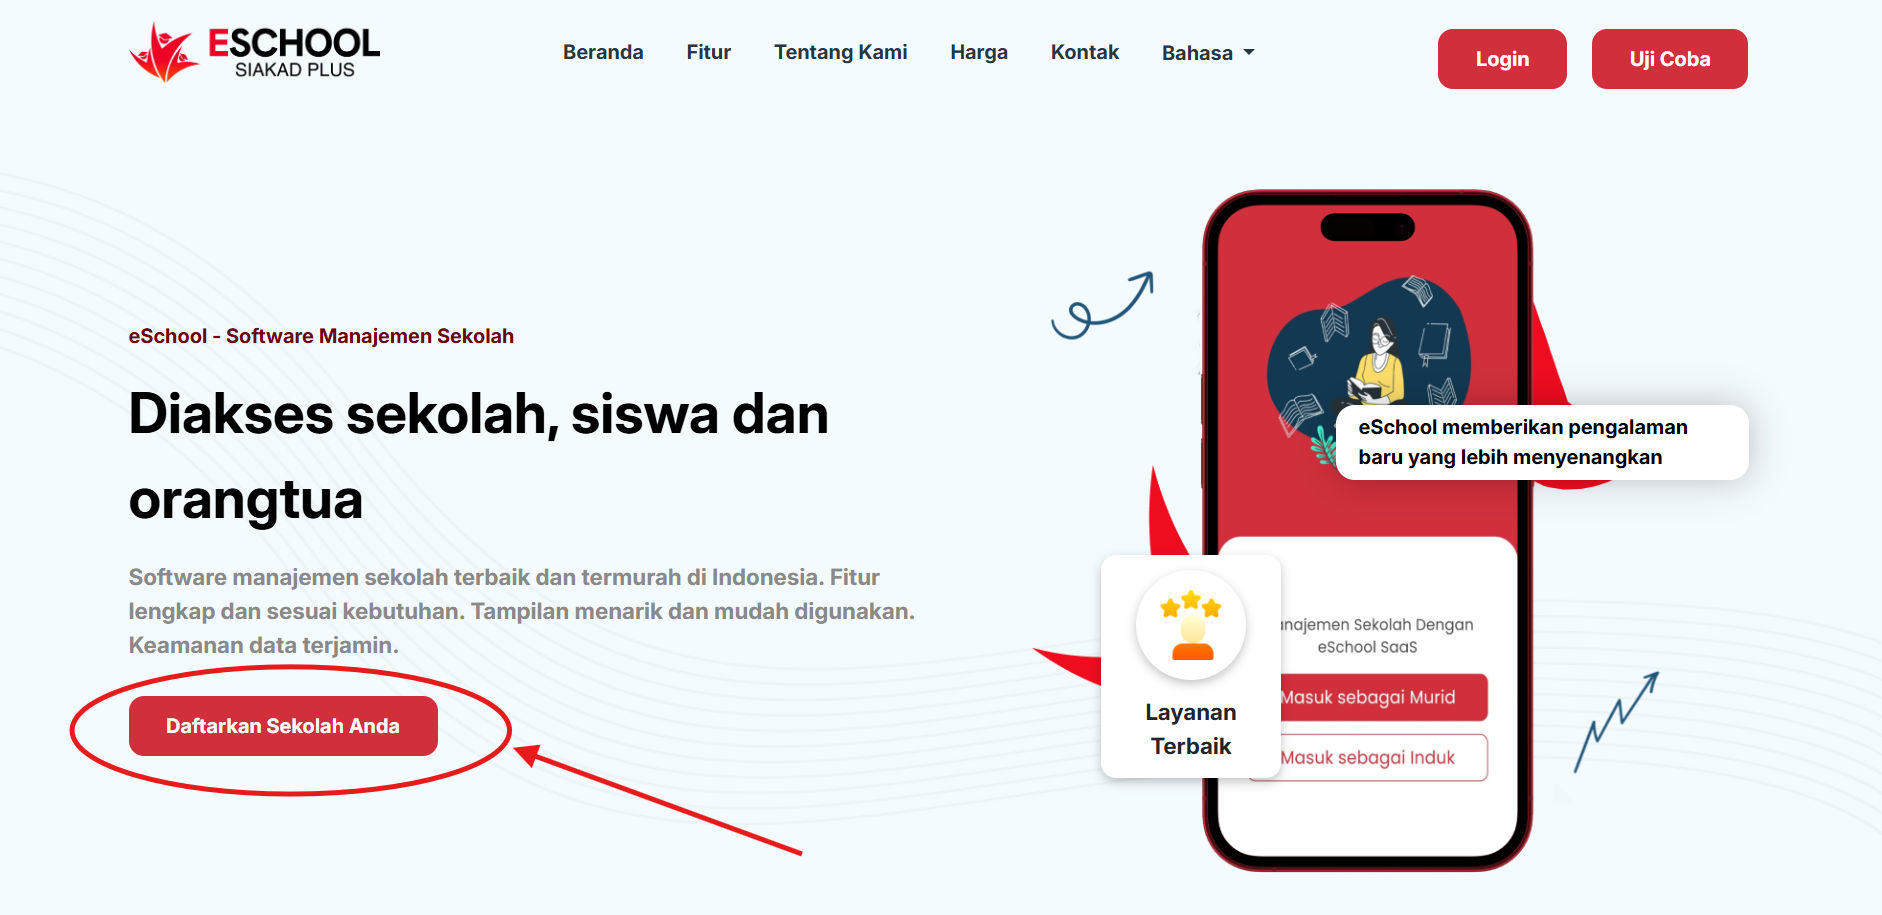 ESCHOOL
SIAKAD PLUS
Beranda
Fitur
Tentang Kami
Harga
Kontak
Bahasa
Login
Uji Coba
eSchool - Software Manajemen Sekolah
Diakses sekolah, siswa dan
orangtua
Software manajemen sekolah terbaik dan termurah di Indonesia. Fitur
lengkap dan sesuai kebutuhan. Tampilan menarik dan mudah digunakan.
Keamanan data terjamin.
Daftarkan Sekolah Anda
eSchool memberikan pengalaman
baru yang lebih menyenangkan
Layanan
Terbaik
Sekolah Dengan
eSchool SaaS
Masuk sebagai Murid
Masuk sebagai Induk